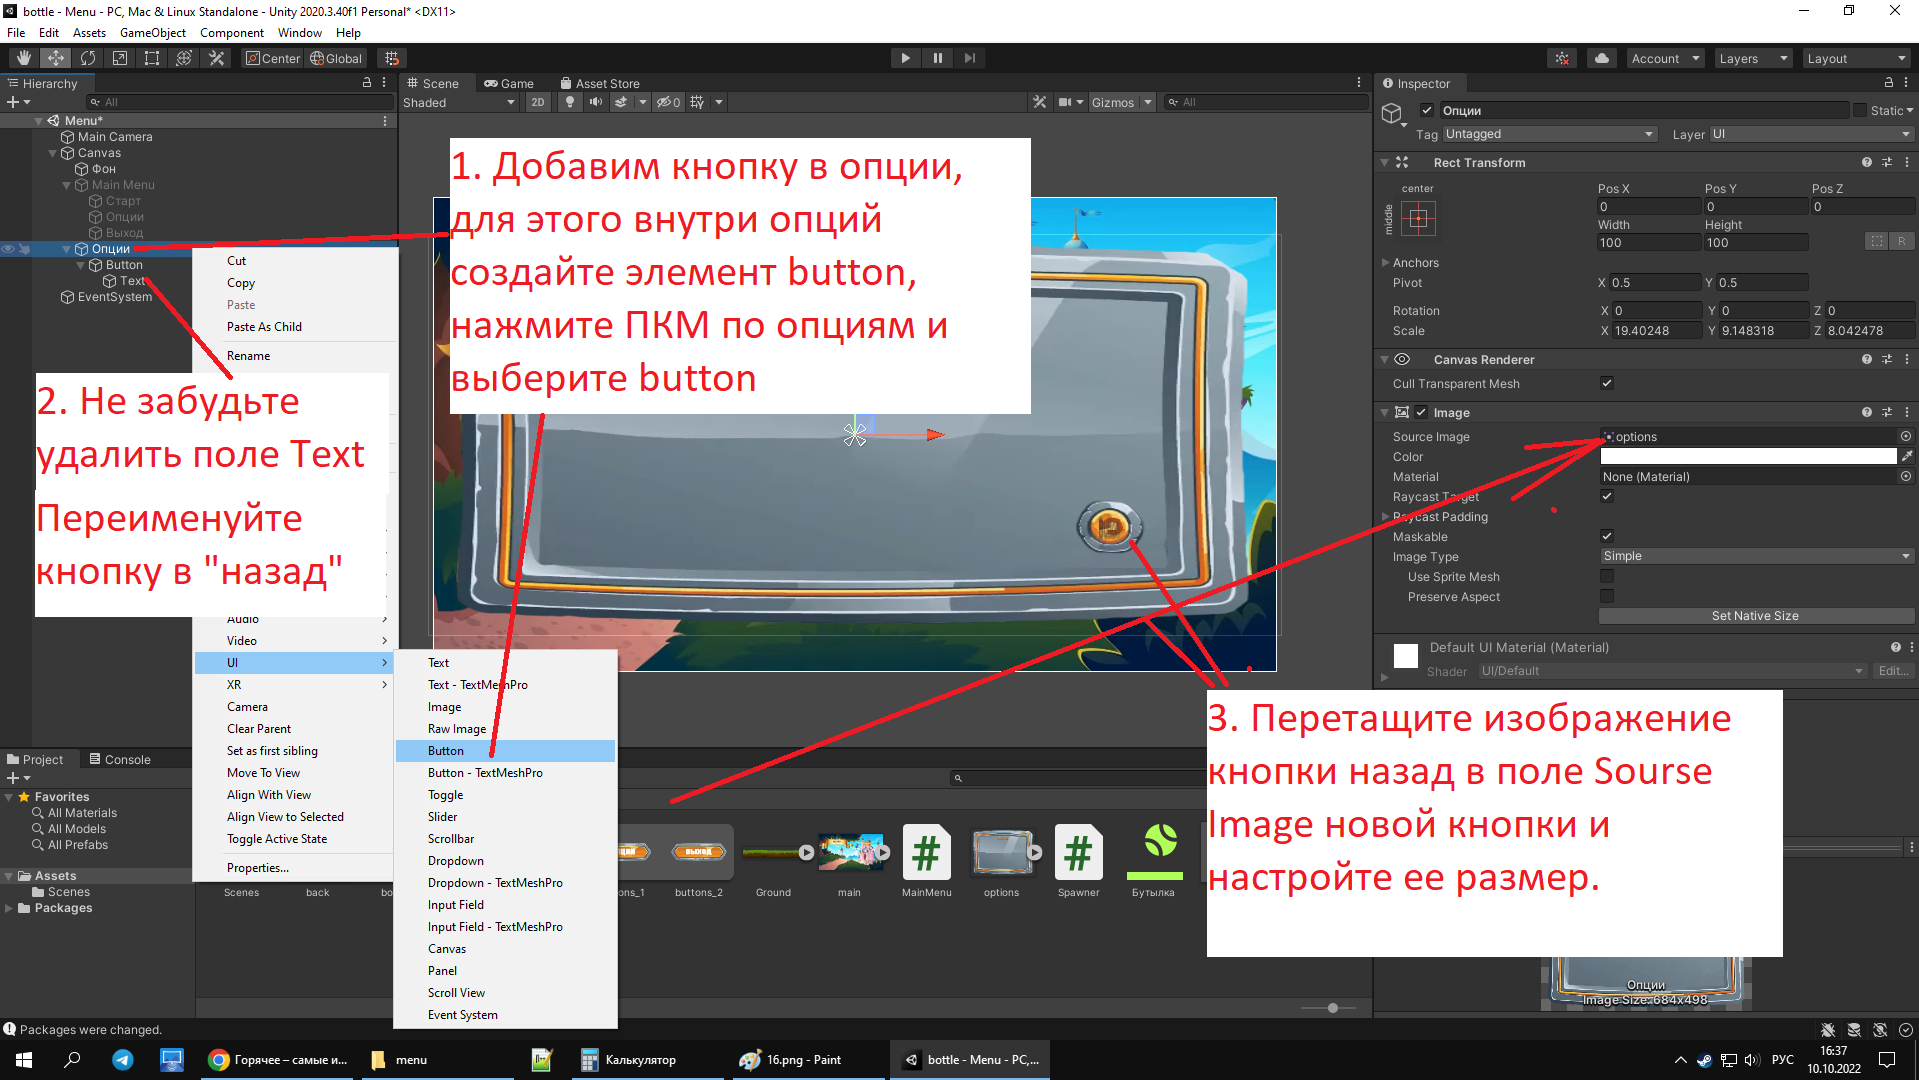 bottle - Menu - PC, Mac & Linux Standalone - Unity 2020.3.40f1 Personal* <DX11>
File Edit Assets GameObject Component Window Help
Center Global Account Layers Layout
Hierarchy
All
Menu*
Main Camera
Canvas
Фон
Main Menu
Старт
Опции
Выход
Опции
Button
Text
EventSystem
Scene Game Asset Store
Shaded 2D 0 Gizmos All
1. Добавим кнопку в опции,
для этого внутри опций
создайте элемент button,
нажмите ПКМ по опциям и
выберите button
2. Не забудьте
удалить поле Text
Переименуйте
кнопку в "назад"
3. Перетащите изображение
кнопки назад в поле Sourse
Image новой кнопки и
настройте ее размер.
Cut
Copy
Paste
Paste As Child
Rename
Audio
Video
UI
XR
Camera
Clear Parent
Set as first sibling
Move To View
Align With View
Align View to Selected
Toggle Active State
Properties...
Text
Text - TextMeshPro
Image
Raw Image
Button
Button - TextMeshPro
Toggle
Slider
Scrollbar
Dropdown
Dropdown - TextMeshPro
Input Field
Input Field - TextMeshPro
Canvas
Panel
Scroll View
Event System
Inspector
Опции Static
Tag Untagged Layer UI
Rect Transform
center
middle
Pos X Pos Y Pos Z
0 0 0
Width Height
100 100
R
Anchors
Pivot X 0.5 Y 0.5
Rotation X 0 Y 0 Z 0
Scale X 19.40248 Y 9.148318 Z 8.042478
Canvas Renderer
Cull Transparent Mesh
Image
Source Image options
Color
Material None (Material)
Raycast Target
Raycast Padding
Maskable
Image Type Simple
Use Sprite Mesh
Preserve Aspect
Set Native Size
Default UI Material (Material)
Shader UI/Default Edit...
Опции
Image Size: 684x498
Project Console
Favorites
All Materials
All Models
All Prefabs
Assets
Scenes
Packages
ВЫХОД
Scenes back buttons_2 Ground main MainMenu options Spawner Бутылка
Packages were changed.
Горячее – самые и... menu Калькулятор 16.png - Paint bottle - Menu - PC,... РУС
16:37
10.10.2022